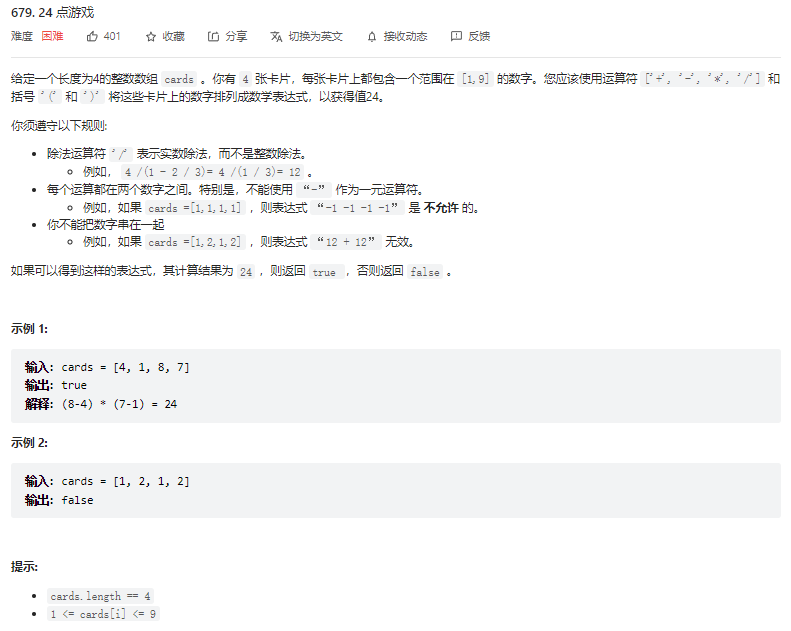 679. 24 点游戏
难度 困难 401 收藏 分享 切换为英文 接收动态 反馈
给定一个长度为4的整数数组 cards 。你有 4 张卡片，每张卡片上都包含一个范围在 [1,9] 的数字。您应该使用运算符 ['+', '-', '*', '/'] 和
括号 '(' 和 ')' 将这些卡片上的数字排列成数学表达式，以获得值24。
你须遵守以下规则:
除法运算符 '/' 表示实数除法，而不是整数除法。
例如， 4 /(1 - 2 / 3)= 4 /(1 / 3)= 12 。
每个运算都在两个数字之间。特别是，不能使用 “-” 作为一元运算符。
例如，如果 cards =[1,1,1,1] ，则表达式 “-1 -1 -1 -1” 是 不允许 的。
你不能把数字串在一起
例如，如果 cards =[1,2,1,2] ，则表达式 “12 + 12” 无效。
如果可以得到这样的表达式，其计算结果为 24 ，则返回 true ，否则返回 false 。
示例 1:
输入: cards = [4, 1, 8, 7]
输出: true
解释: (8-4) * (7-1) = 24
示例 2:
输入: cards = [1, 2, 1, 2]
输出: false
提示:
cards.length == 4
1 <= cards[i] <= 9